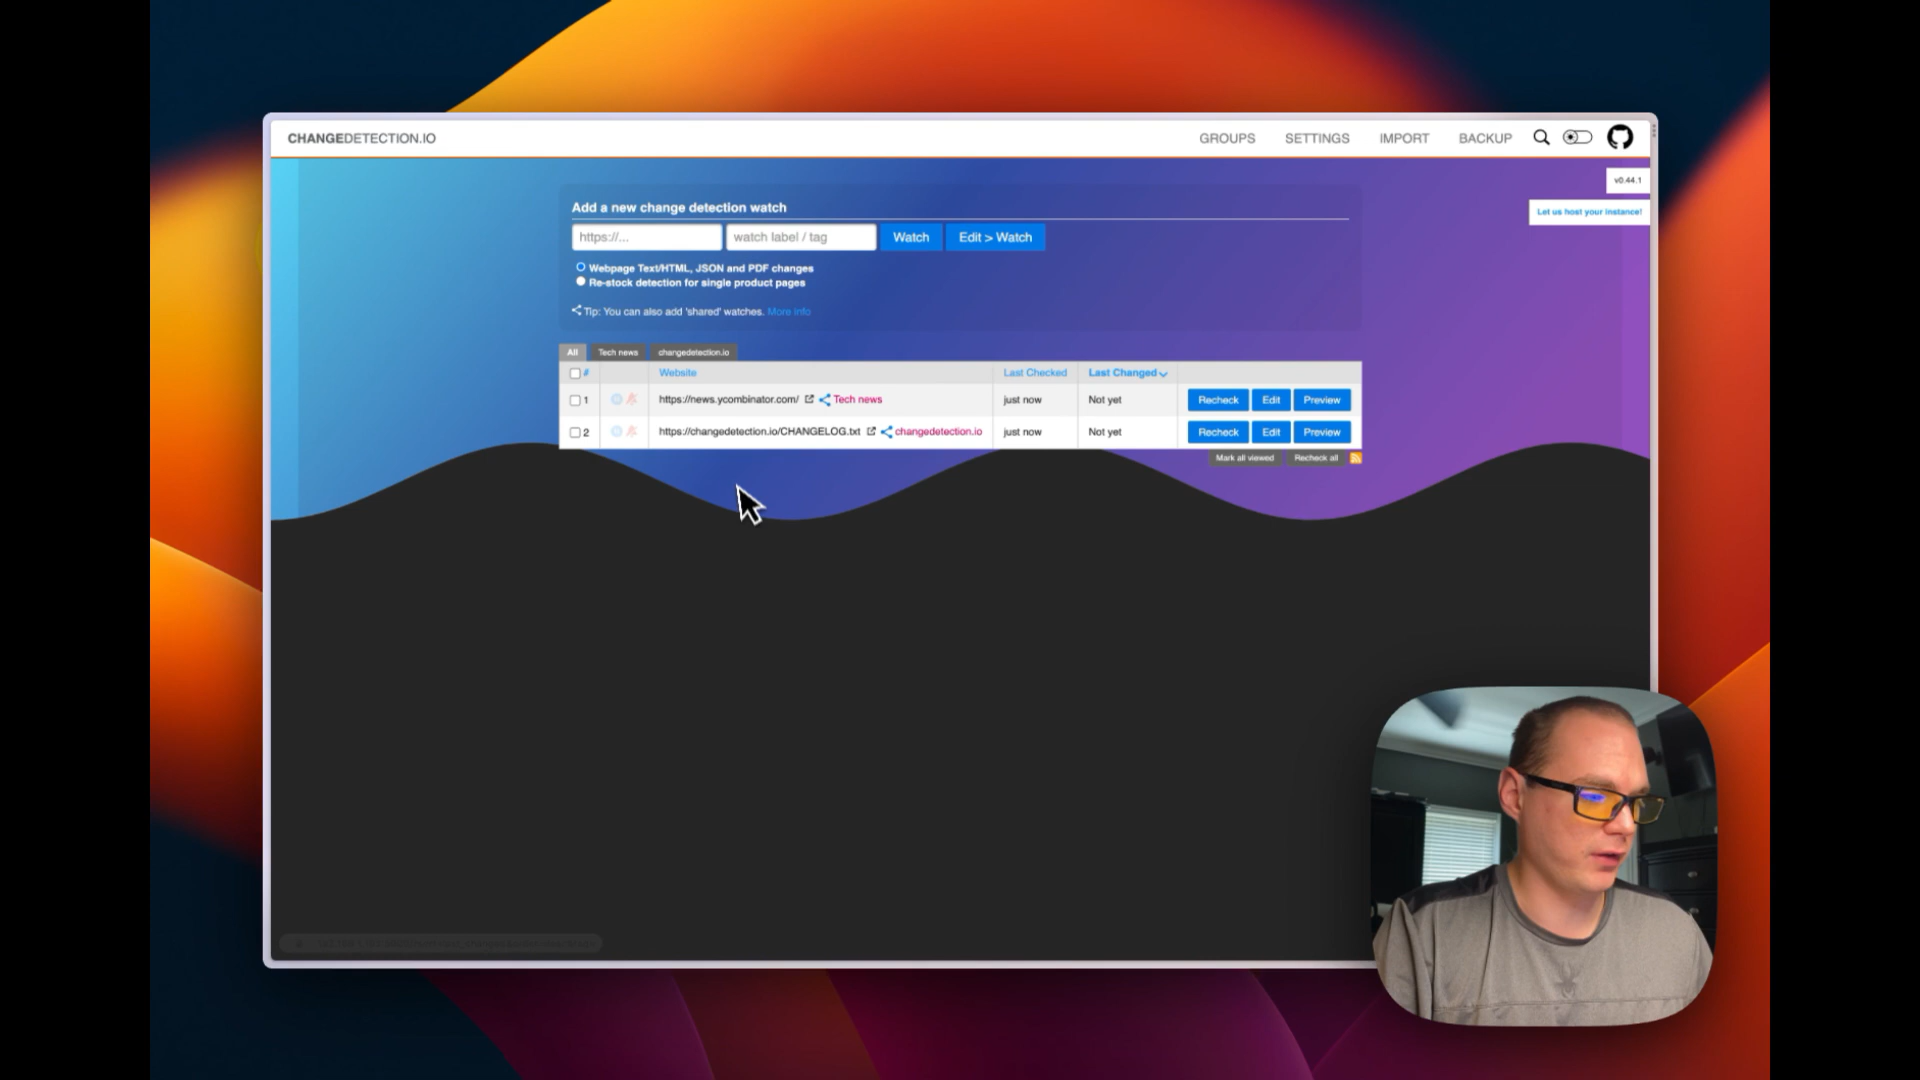 CHANGEDETECTION.IO GROUPS SETTINGS IMPORT BACKUP
v0.44.1
Let us host your instance!
Add a new change detection watch
https://... watch label / tag Watch Edit > Watch
Webpage Text/HTML, JSON and PDF changes
Re-stock detection for single product pages
Tip: You can also add 'shared' watches. More info
All Tech news changedetection.io
# Website Last Checked Last Changed
1 https://news.ycombinator.com/ Tech news just now Not yet Recheck Edit Preview
2 https://changedetection.io/CHANGELOG.txt changedetection.io just now Not yet Recheck Edit Preview
Mark all viewed Recheck all